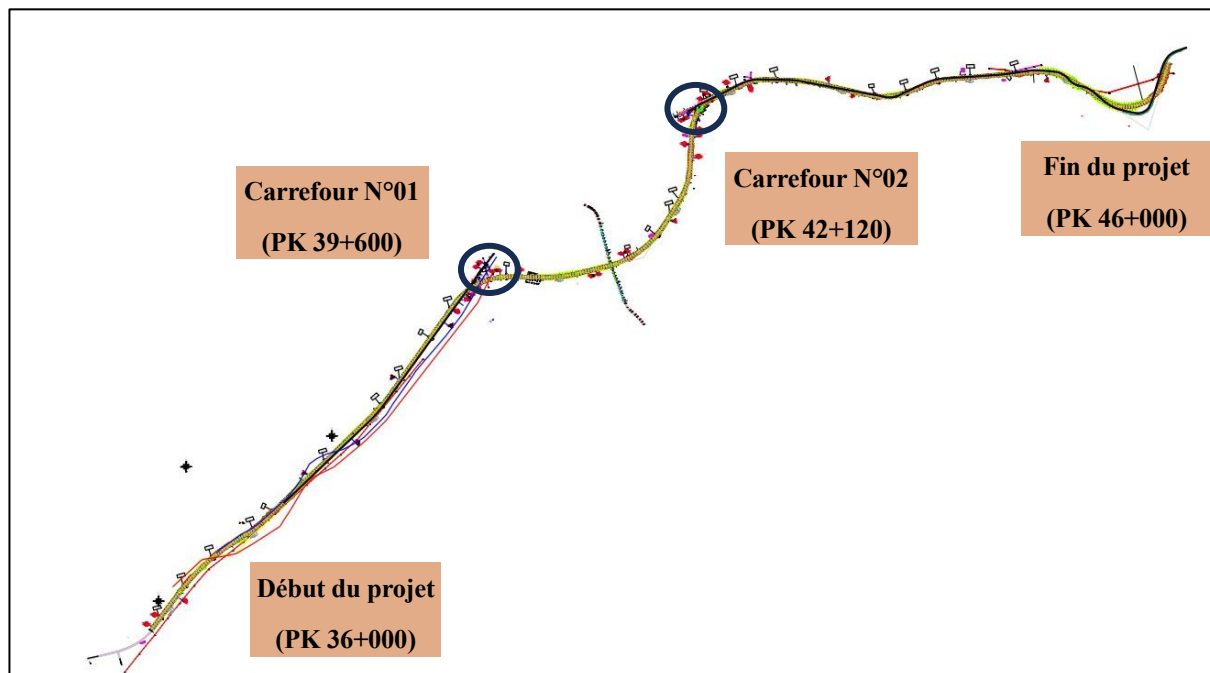 Carrefour N°01
(PK 39+600)
Carrefour N°02
(PK 42+120)
Fin du projet
(PK 46+000)
Début du projet
(PK 36+000)